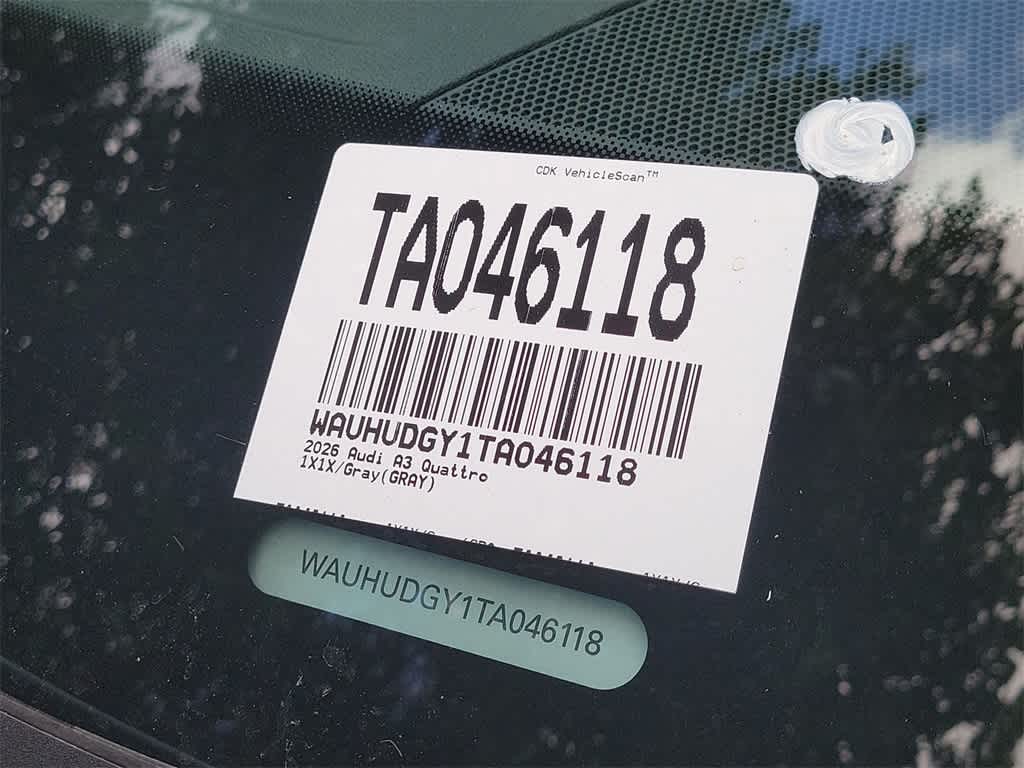 CDK VehicleScan™
TA046118
WAUHUDGY1TA046118
2026 Audi A3 Quattro
1X1X/Gray(GRAY)
WAUHUDGY1TA046118